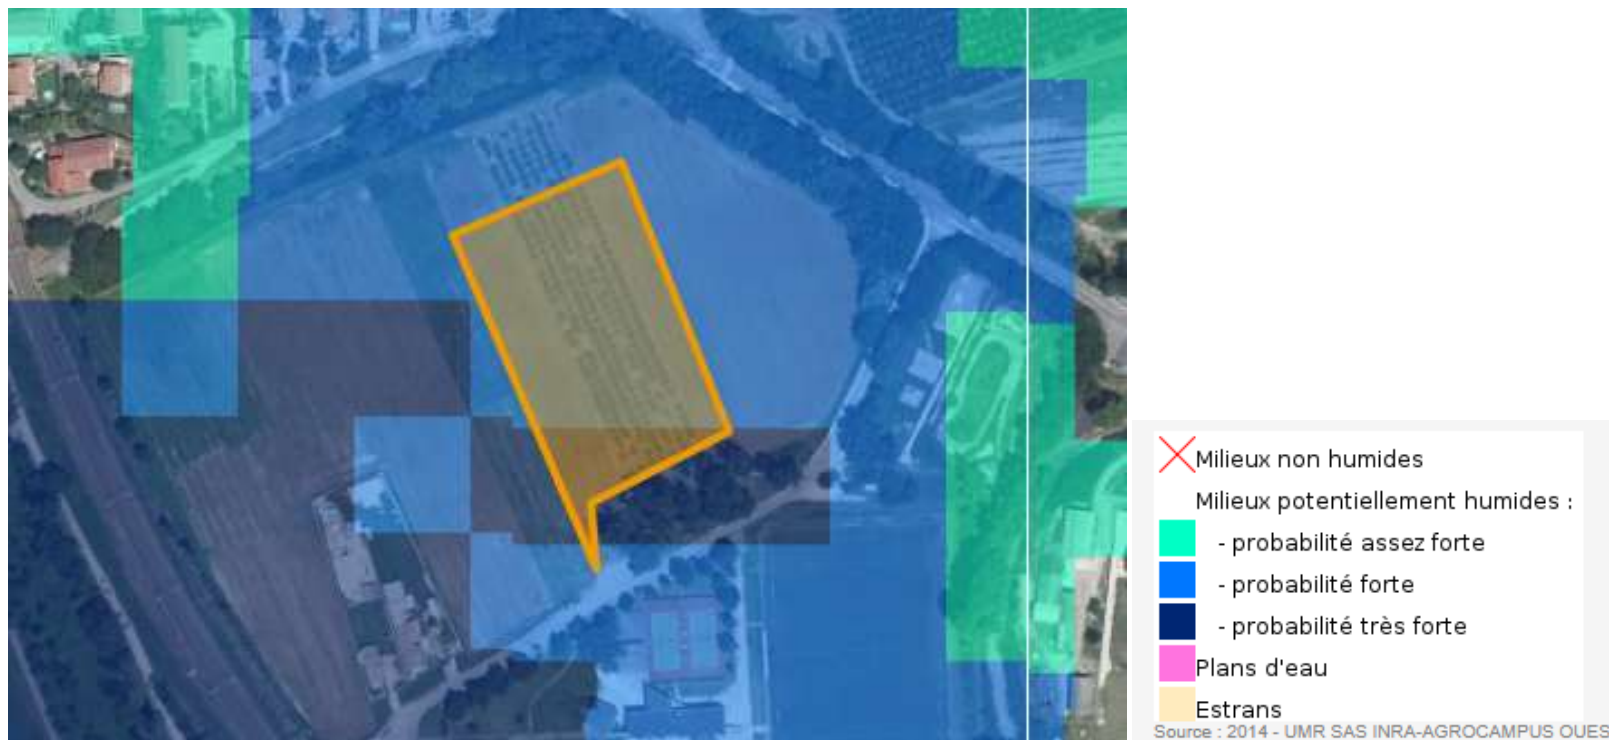 Milieux non humides
Milieux potentiellement humides :
- probabilité assez forte
- probabilité forte
- probabilité très forte
Plans d'eau
Estrans
Source : 2014 - UMR SAS INRA-AGROCAMPUS OUES